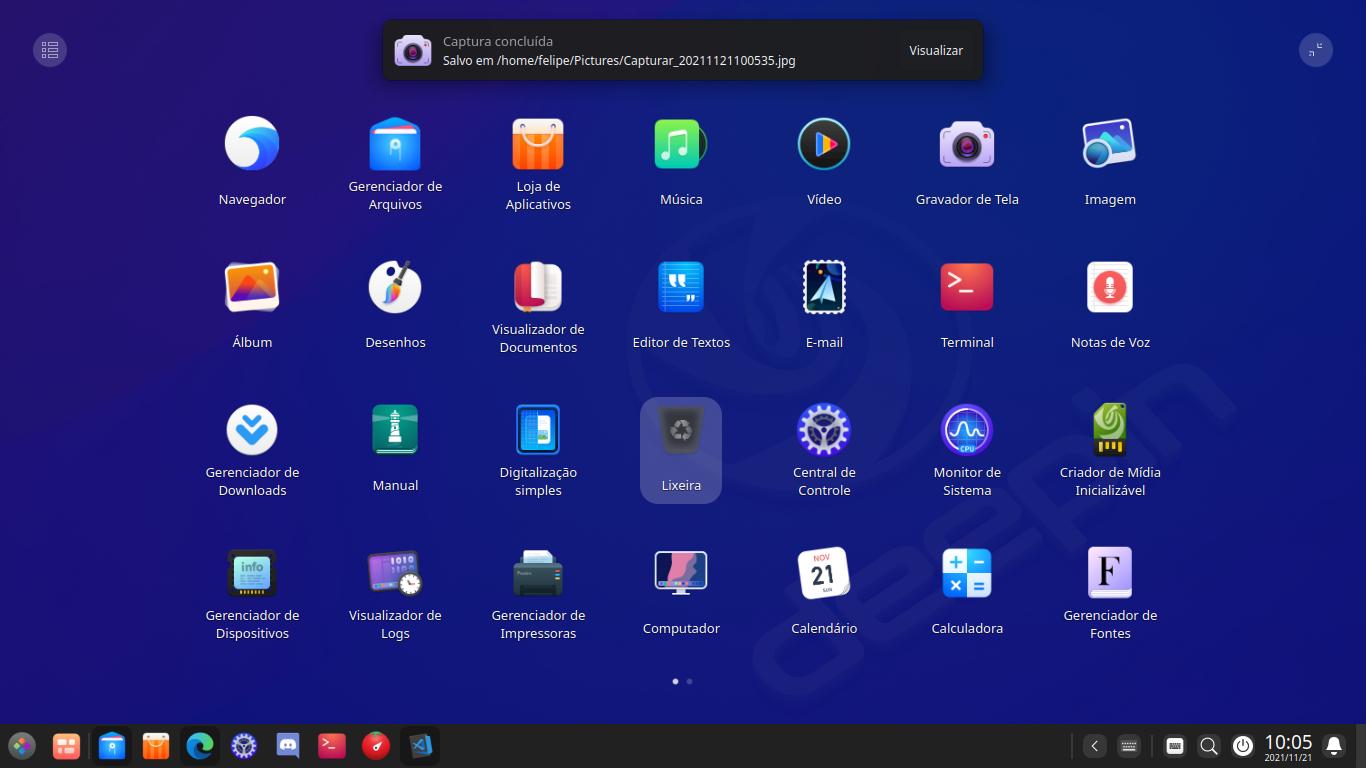 Captura concluída
Salvo em /home/felipe/Pictures/Capturar_20211121100535.jpg
Visualizar
Navegador
Gerenciador de
Arquivos
Loja de
Aplicativos
Música
Vídeo
Gravador de Tela
Imagem
Álbum
Desenhos
Visualizador de
Documentos
Editor de Textos
E-mail
Terminal
Notas de Voz
Gerenciador de
Downloads
Manual
Digitalização
simples
Lixeira
Central de
Controle
CPU
Monitor de
Sistema
Criador de Mídia
Inicializável
info
Gerenciador de
Dispositivos
1010
Visualizador de
Logs
Gerenciador de
Impressoras
Computador
NOV
21
SUN
Calendário
Calculadora
F
Gerenciador de
Fontes
deepin
10:05
2021/11/21